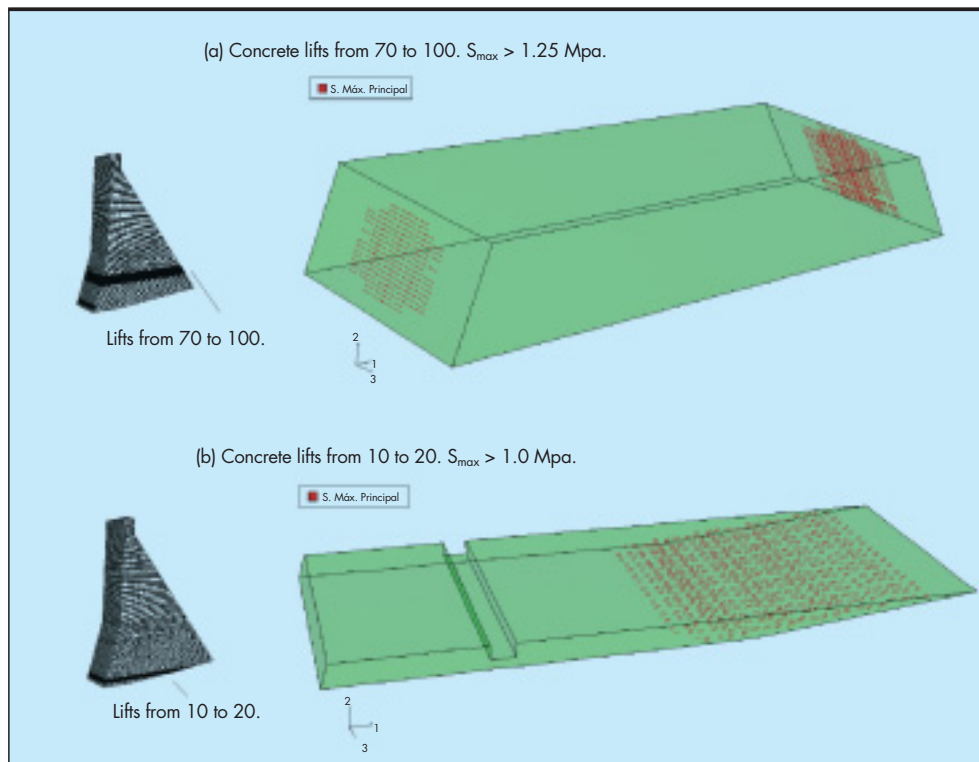 (a) Concrete lifts from 70 to 100. Smax > 1.25 Mpa.
S. Máx. Principal
Lifts from 70 to 100.
2
1
3
(b) Concrete lifts from 10 to 20. Smax > 1.0 Mpa.
S. Máx. Principal
Lifts from 10 to 20.
2
1
3